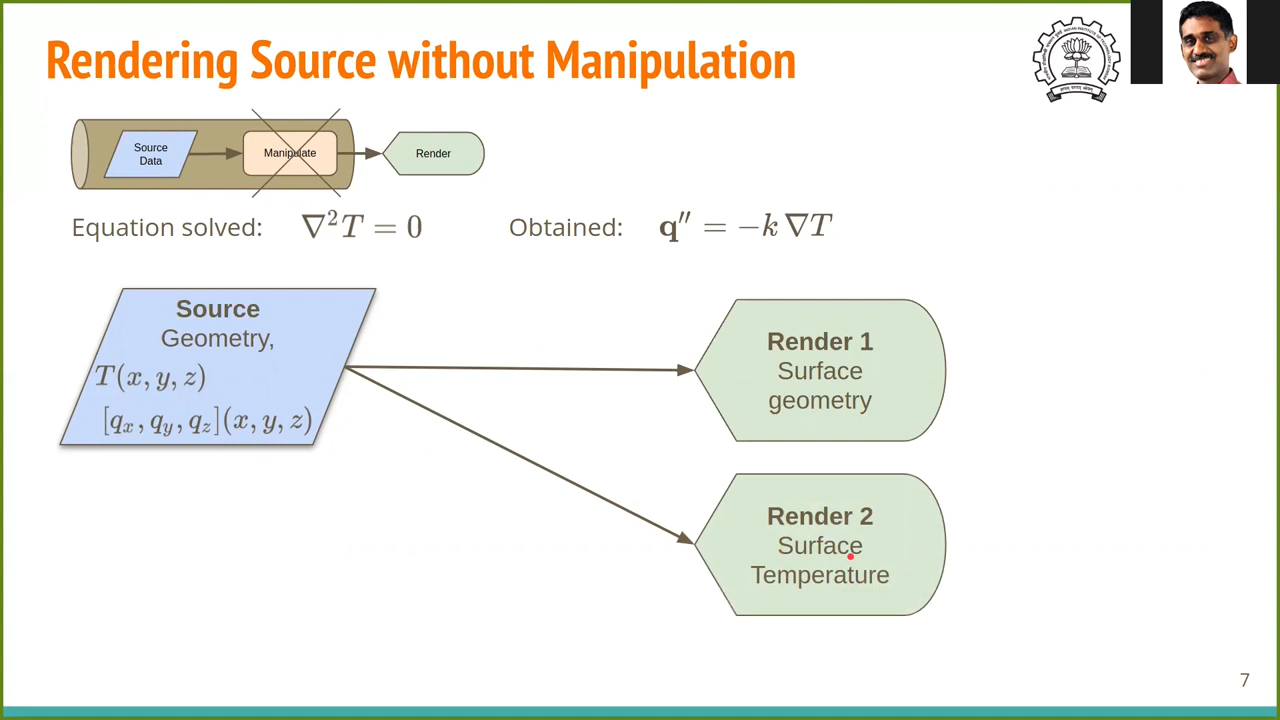 Rendering Source without Manipulation
Source
Data
Manipulate
Render
Equation solved: ∇²T = 0 Obtained: q″ = −k ∇T
Source
Geometry,
T(x, y, z)
[qₓ, q_y, q_z](x, y, z)
Render 1
Surface
geometry
Render 2
Surface
Temperature
7